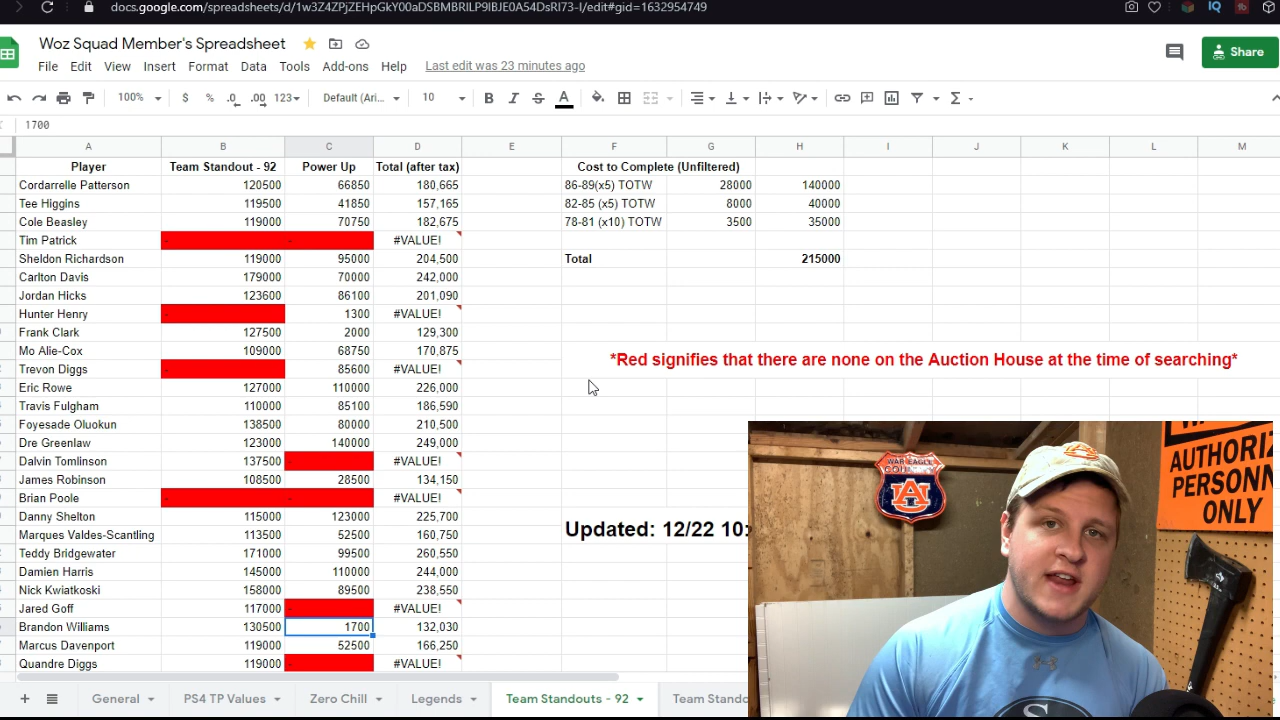 docs.google.com/spreadsheets/d/1w3Z4ZPjZEHpGkY00aDSBMBRILP9IBJE0A54DsRI73-I/edit#gid=1632954749
Woz Squad Member's Spreadsheet
Share
File Edit View Insert Format Data Tools Add-ons Help Last edit was 23 minutes ago
100% $ % .0 .00 123 Default (Ari... 10 B I S A Σ
1700
A B C D E F G H I J K L M
Player Team Standout - 92 Power Up Total (after tax) Cost to Complete (Unfiltered)
Cordarrelle Patterson 120500 66850 180,665 86-89(x5) TOTW 28000 140000
Tee Higgins 119500 41850 157,165 82-85 (x5) TOTW 8000 40000
Cole Beasley 119000 70750 182,675 78-81 (x10) TOTW 3500 35000
Tim Patrick - - #VALUE!
Sheldon Richardson 119000 95000 204,500 Total 215000
Carlton Davis 179000 70000 242,000
Jordan Hicks 123600 86100 201,090
Hunter Henry - 1300 #VALUE!
Frank Clark 127500 2000 129,300
Mo Alie-Cox 109000 68750 170,875
*Red signifies that there are none on the Auction House at the time of searching*
Trevon Diggs - 85600 #VALUE!
Eric Rowe 127000 110000 226,000
Travis Fulgham 110000 85100 186,590
Foyesade Oluokun 138500 80000 210,500
Dre Greenlaw 123000 140000 249,000
Dalvin Tomlinson 137500 - #VALUE!
James Robinson 108500 28500 134,150
Brian Poole - - #VALUE!
Danny Shelton 115000 123000 225,700
Updated: 12/22 10:
Marques Valdes-Scantling 113500 52500 160,750
Teddy Bridgewater 171000 99500 260,550
Damien Harris 145000 110000 244,000
Nick Kwiatkoski 158000 89500 238,550
Jared Goff 117000 - #VALUE!
Brandon Williams 130500 1700 132,030
Marcus Davenport 119000 52500 166,250
Quandre Diggs 119000 - #VALUE!
General PS4 TP Values Zero Chill Legends Team Standouts - 92 Team Stando
WAR EAGLE
AU
AUTHORIZ
PERSONN
ONLY